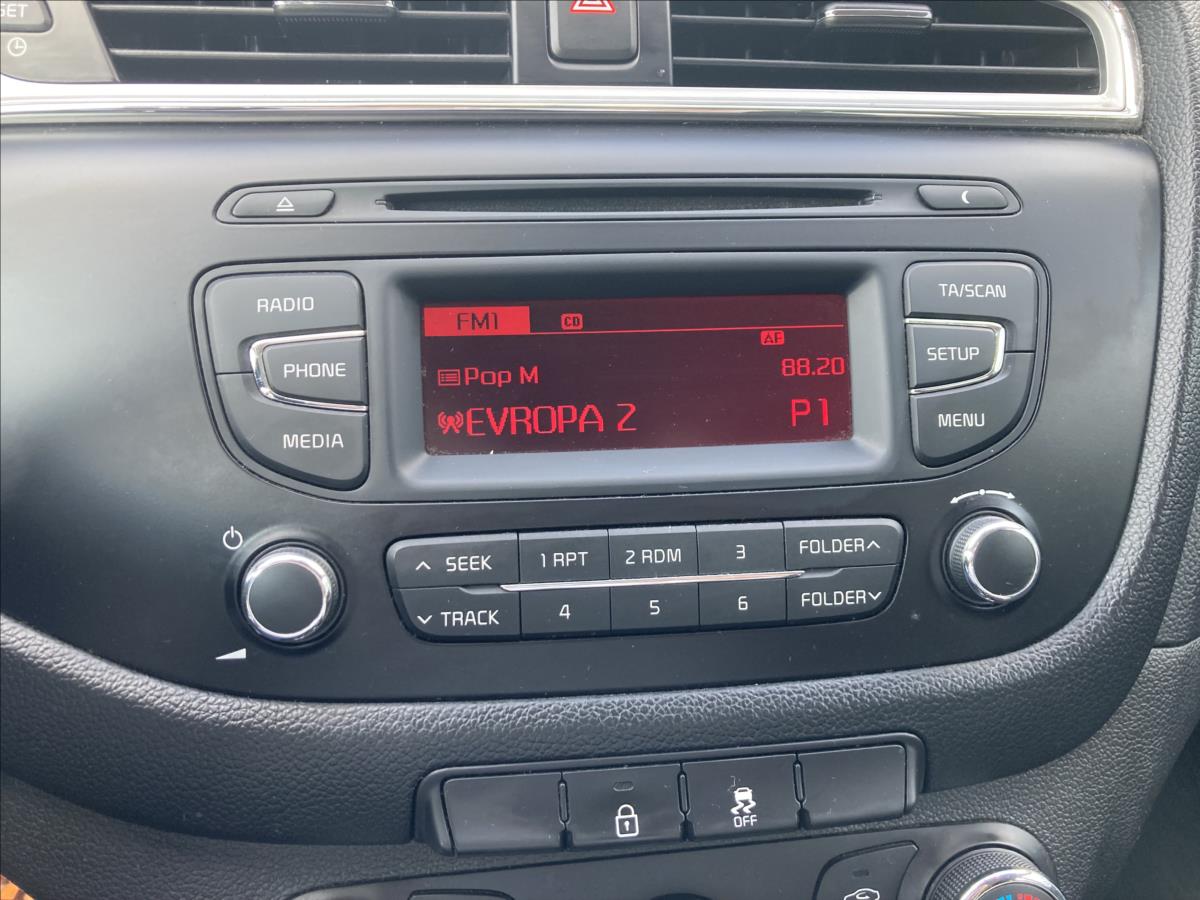 SET
RADIO
PHONE
MEDIA
FM1 CD
AF
Pop M 88.20
EVROPA 2 P1
TA/SCAN
SETUP
MENU
SEEK 1 RPT 2 RDM 3 FOLDER
TRACK 4 5 6 FOLDER
OFF